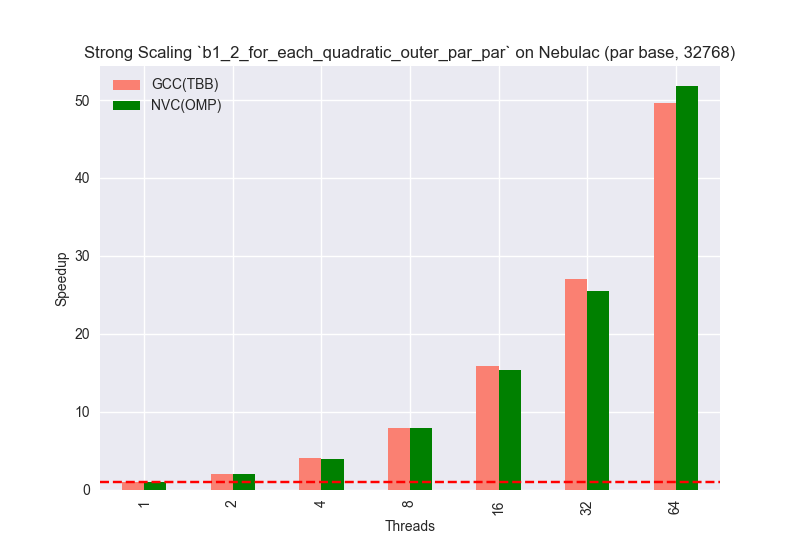 Strong Scaling `b1_2_for_each_quadratic_outer_par_par` on Nebulac (par base, 32768)
GCC(TBB)
NVC(OMP)
50
40
30
20
10
0
Speedup
1 2 4 8 16 32 64
Threads